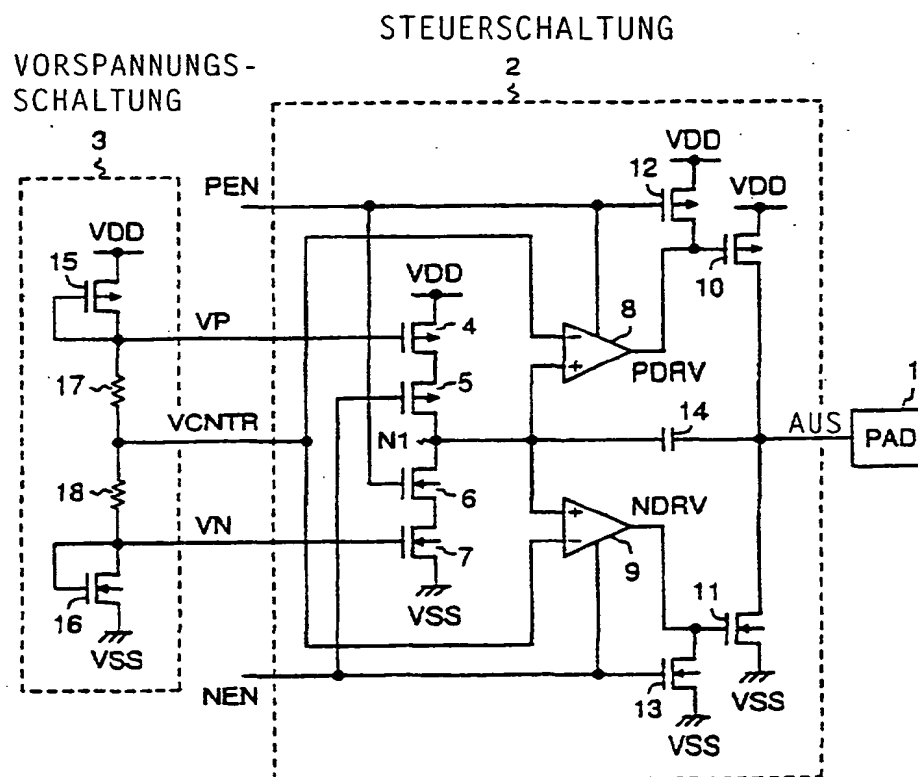 STEUERSCHALTUNG
2
VORSPANNUNGS-
SCHALTUNG
3
PEN
VDD
12
VDD
10
VDD
15
VP
VDD
4
8
17
5
PDRV
VCNTR
N1
14
AUS
1
PAD
18
6
NDRV
VN
7
9
16
VSS
VSS
11
NEN
13
VSS
VSS